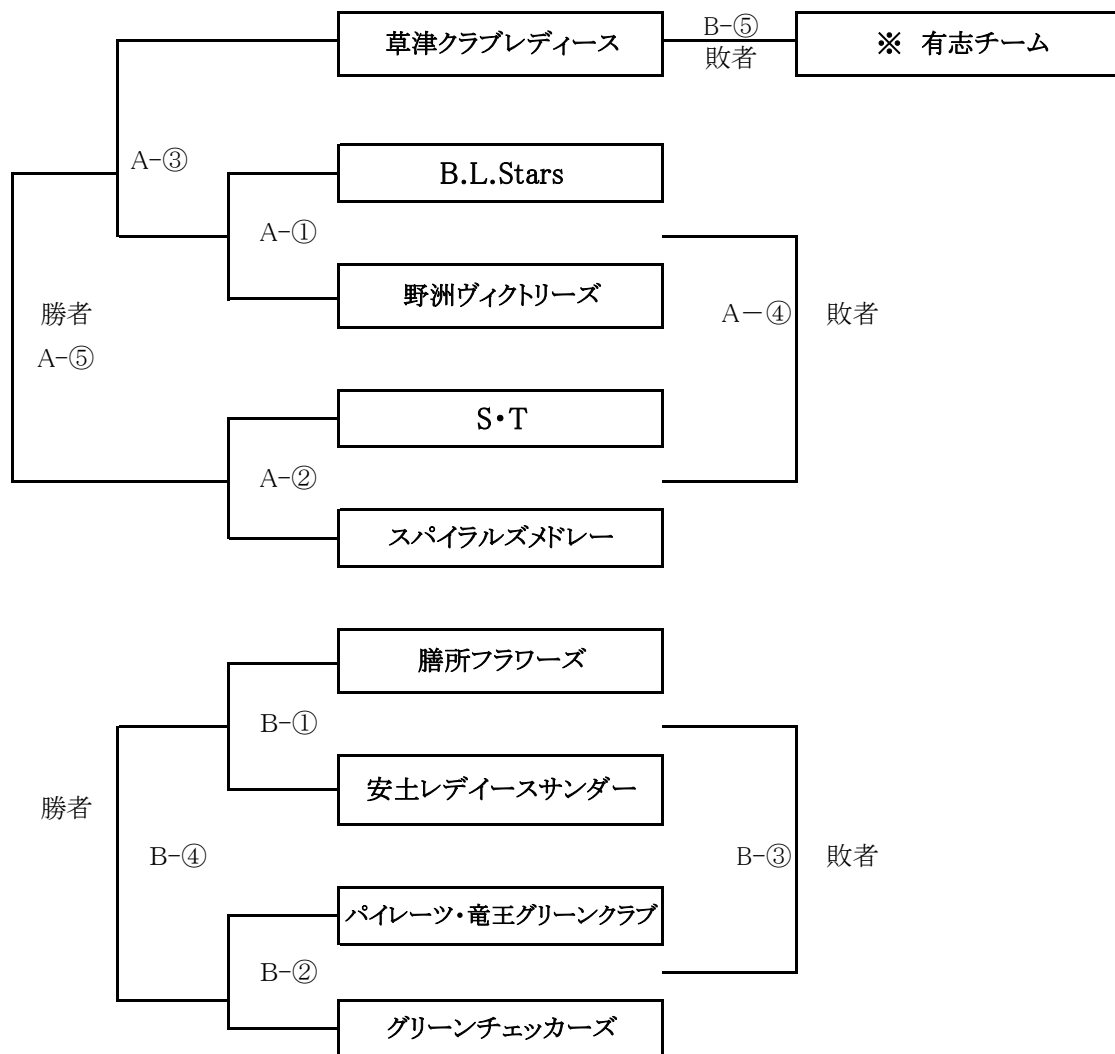 草津クラブレディース
B-⑤
敗者
※ 有志チーム
A-③
B.L.Stars
A-①
野洲ヴィクトリーズ
勝者
A-⑤
A－④
敗者
S・T
A-②
スパイラルズメドレー
膳所フラワーズ
B-①
安土レデイースサンダー
勝者
B-④
B-③
敗者
パイレーツ・竜王グリーンクラブ
B-②
グリーンチェッカーズ